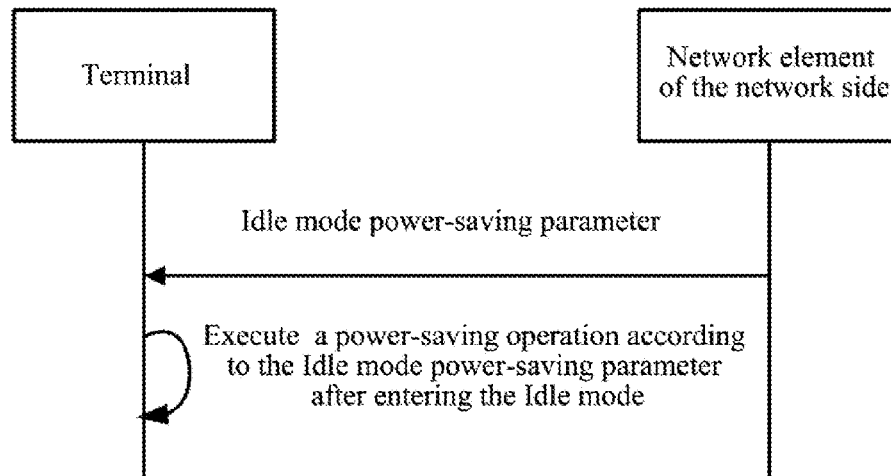 Terminal
Network element
of the network side
Idle mode power-saving parameter
Execute a power-saving operation according
to the Idle mode power-saving parameter
after entering the Idle mode